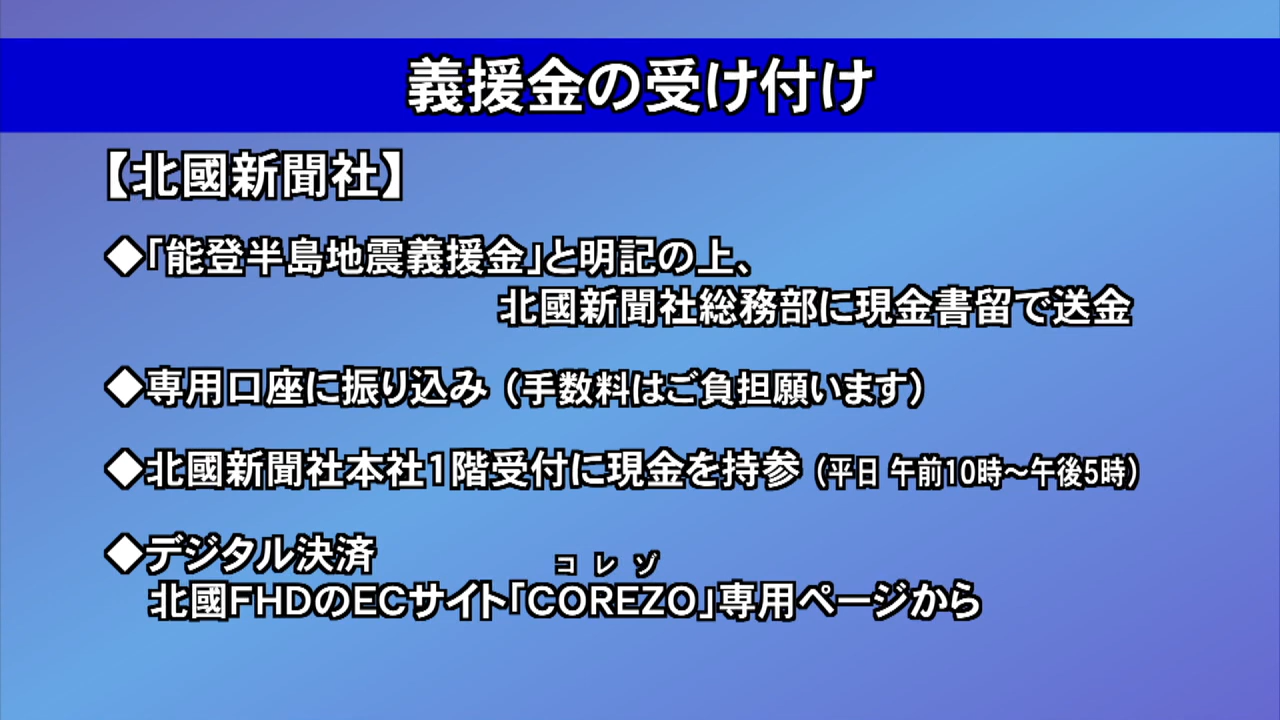 義援金の受け付け
【北國新聞社】
◆「能登半島地震義援金」と明記の上、
北國新聞社総務部に現金書留で送金
◆専用口座に振り込み（手数料はご負担願います）
◆北國新聞社本社1階受付に現金を持参（平日 午前10時～午後5時）
◆デジタル決済
コレゾ
北國FHDのECサイト「COREZO」専用ページから